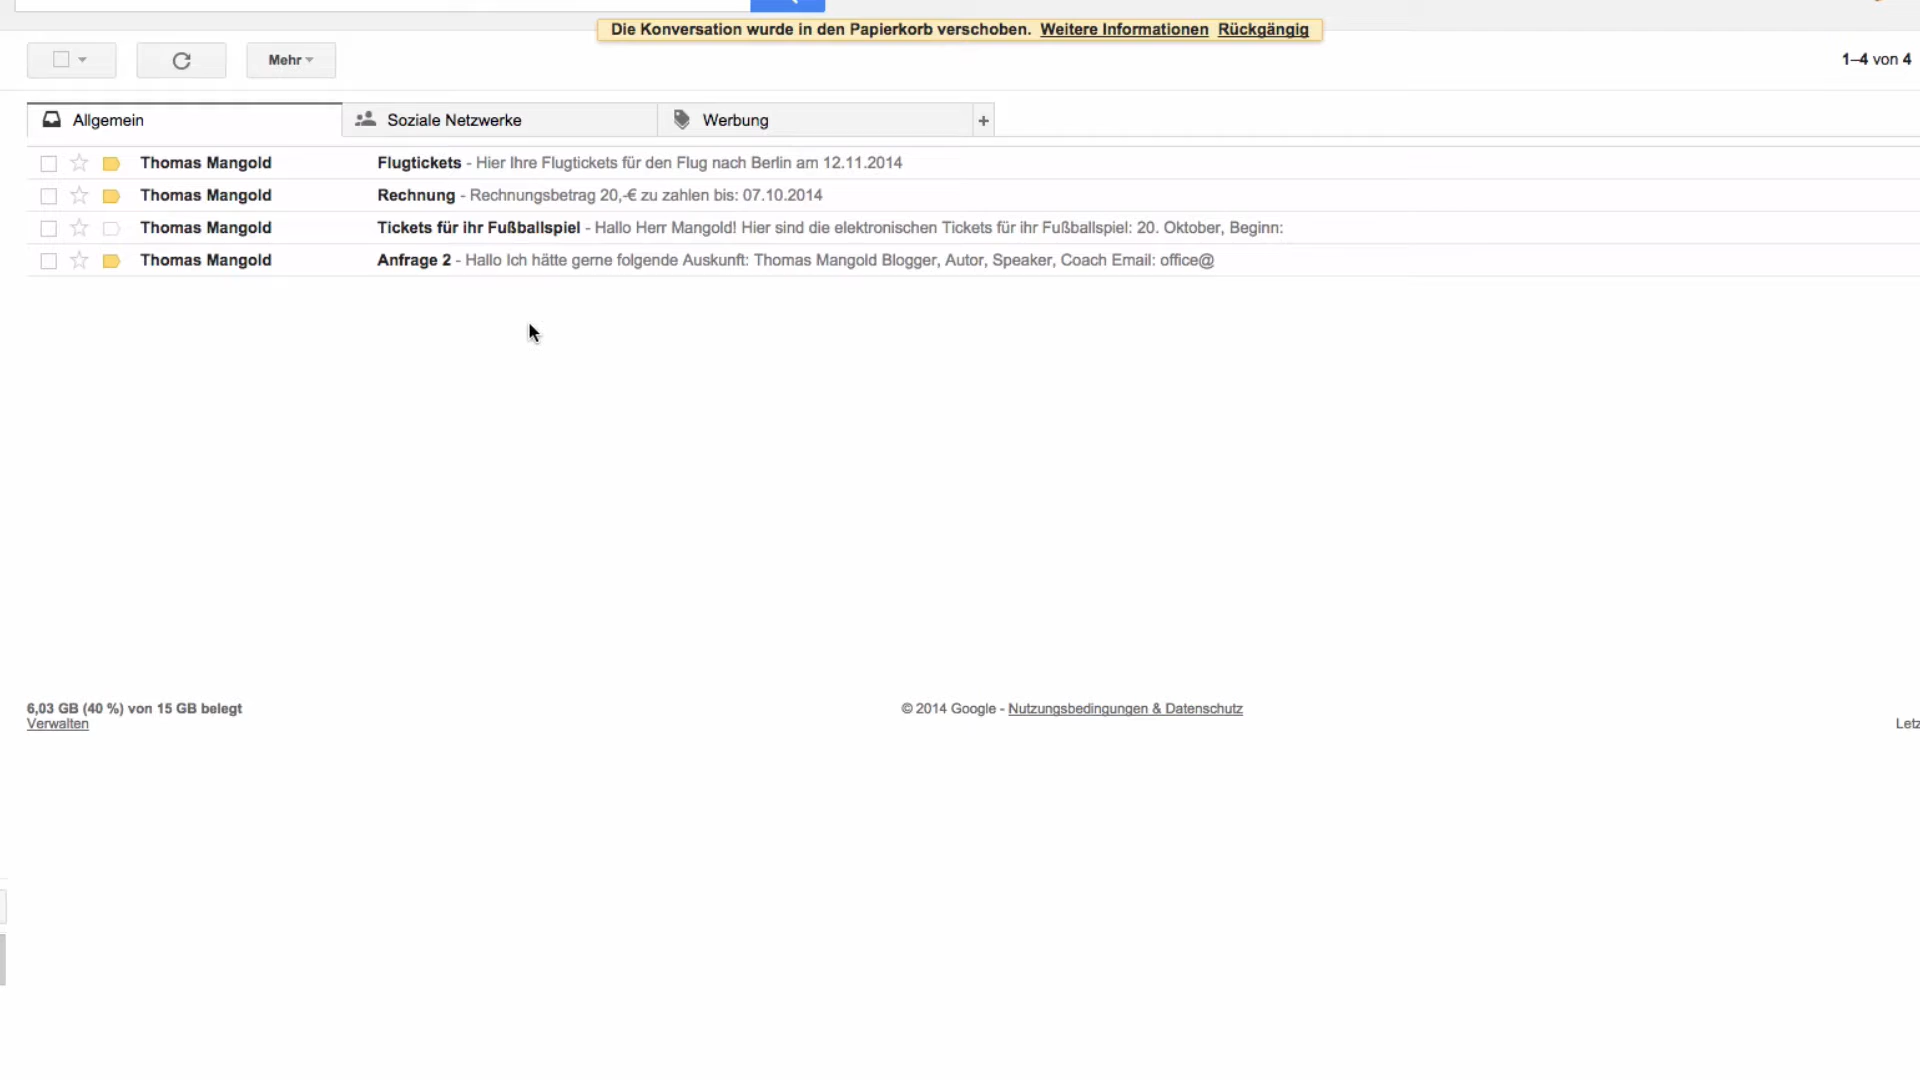 Die Konversation wurde in den Papierkorb verschoben. Weitere Informationen Rückgängig
Mehr
1–4 von 4
Allgemein
Soziale Netzwerke
Werbung
+
Thomas Mangold Flugtickets - Hier Ihre Flugtickets für den Flug nach Berlin am 12.11.2014
Thomas Mangold Rechnung - Rechnungsbetrag 20,-€ zu zahlen bis: 07.10.2014
Thomas Mangold Tickets für ihr Fußballspiel - Hallo Herr Mangold! Hier sind die elektronischen Tickets für ihr Fußballspiel: 20. Oktober, Beginn:
Thomas Mangold Anfrage 2 - Hallo Ich hätte gerne folgende Auskunft: Thomas Mangold Blogger, Autor, Speaker, Coach Email: office@
6,03 GB (40 %) von 15 GB belegt
Verwalten
© 2014 Google - Nutzungsbedingungen & Datenschutz
Letz